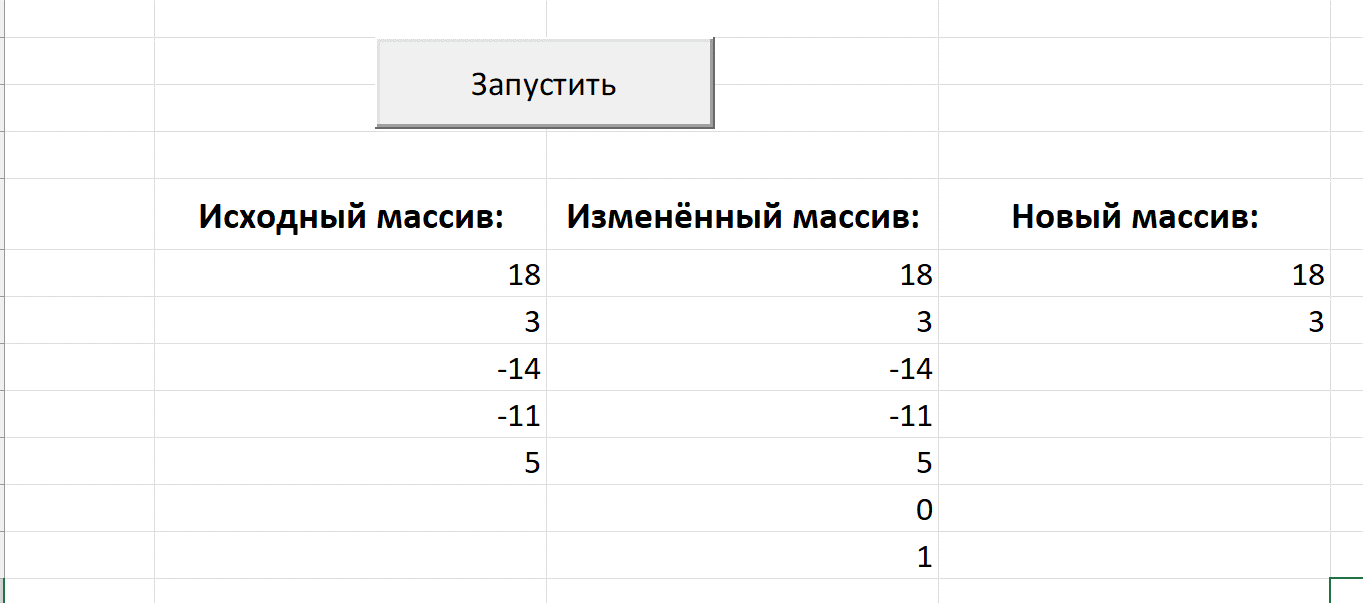 Запустить
Исходный массив: Изменённый массив: Новый массив:
18 18 18
3 3 3
-14 -14
-11 -11
5 5
0
1